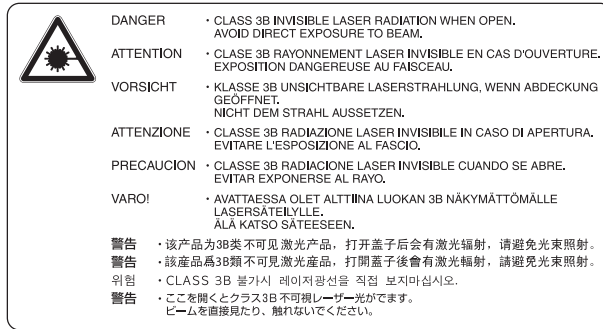 DANGER · CLASS 3B INVISIBLE LASER RADIATION WHEN OPEN.
AVOID DIRECT EXPOSURE TO BEAM.
ATTENTION · CLASE 3B RAYONNEMENT LASER INVISIBLE EN CAS D'OUVERTURE.
EXPOSITION DANGEREUSE AU FAISCEAU.
VORSICHT · KLASSE 3B UNSICHTBARE LASERSTRAHLUNG, WENN ABDECKUNG
GEÖFFNET.
NICHT DEM STRAHL AUSSETZEN.
ATTENZIONE · CLASSE 3B RADIAZIONE LASER INVISIBILE IN CASO DI APERTURA.
EVITARE L'ESPOSIZIONE AL FASCIO.
PRECAUCION · CLASSE 3B RADIACIONE LASER INVISIBLE CUANDO SE ABRE.
EVITAR EXPONERSE AL RAYO.
VARO! · AVATTAESSA OLET ALTTIINA LUOKAN 3B NÄKYMÄTTÖMÄLLE
LASERSÄTEILYLLE.
ÄLÄ KATSO SÄTEESEEN.
警告 · 该产品为3B类不可见激光产品，打开盖子后会有激光辐射，请避免光束照射。
警告 · 該産品爲3B類不可見激光産品，打開蓋子後會有激光輻射，請避免光束照射。
위험 · CLASS 3B 불가시 레이저광선을 직접 보지마십시오.
警告 · ここを開くとクラス3B不可視レーザー光がでます。
ビームを直接見たり、触れないでください。